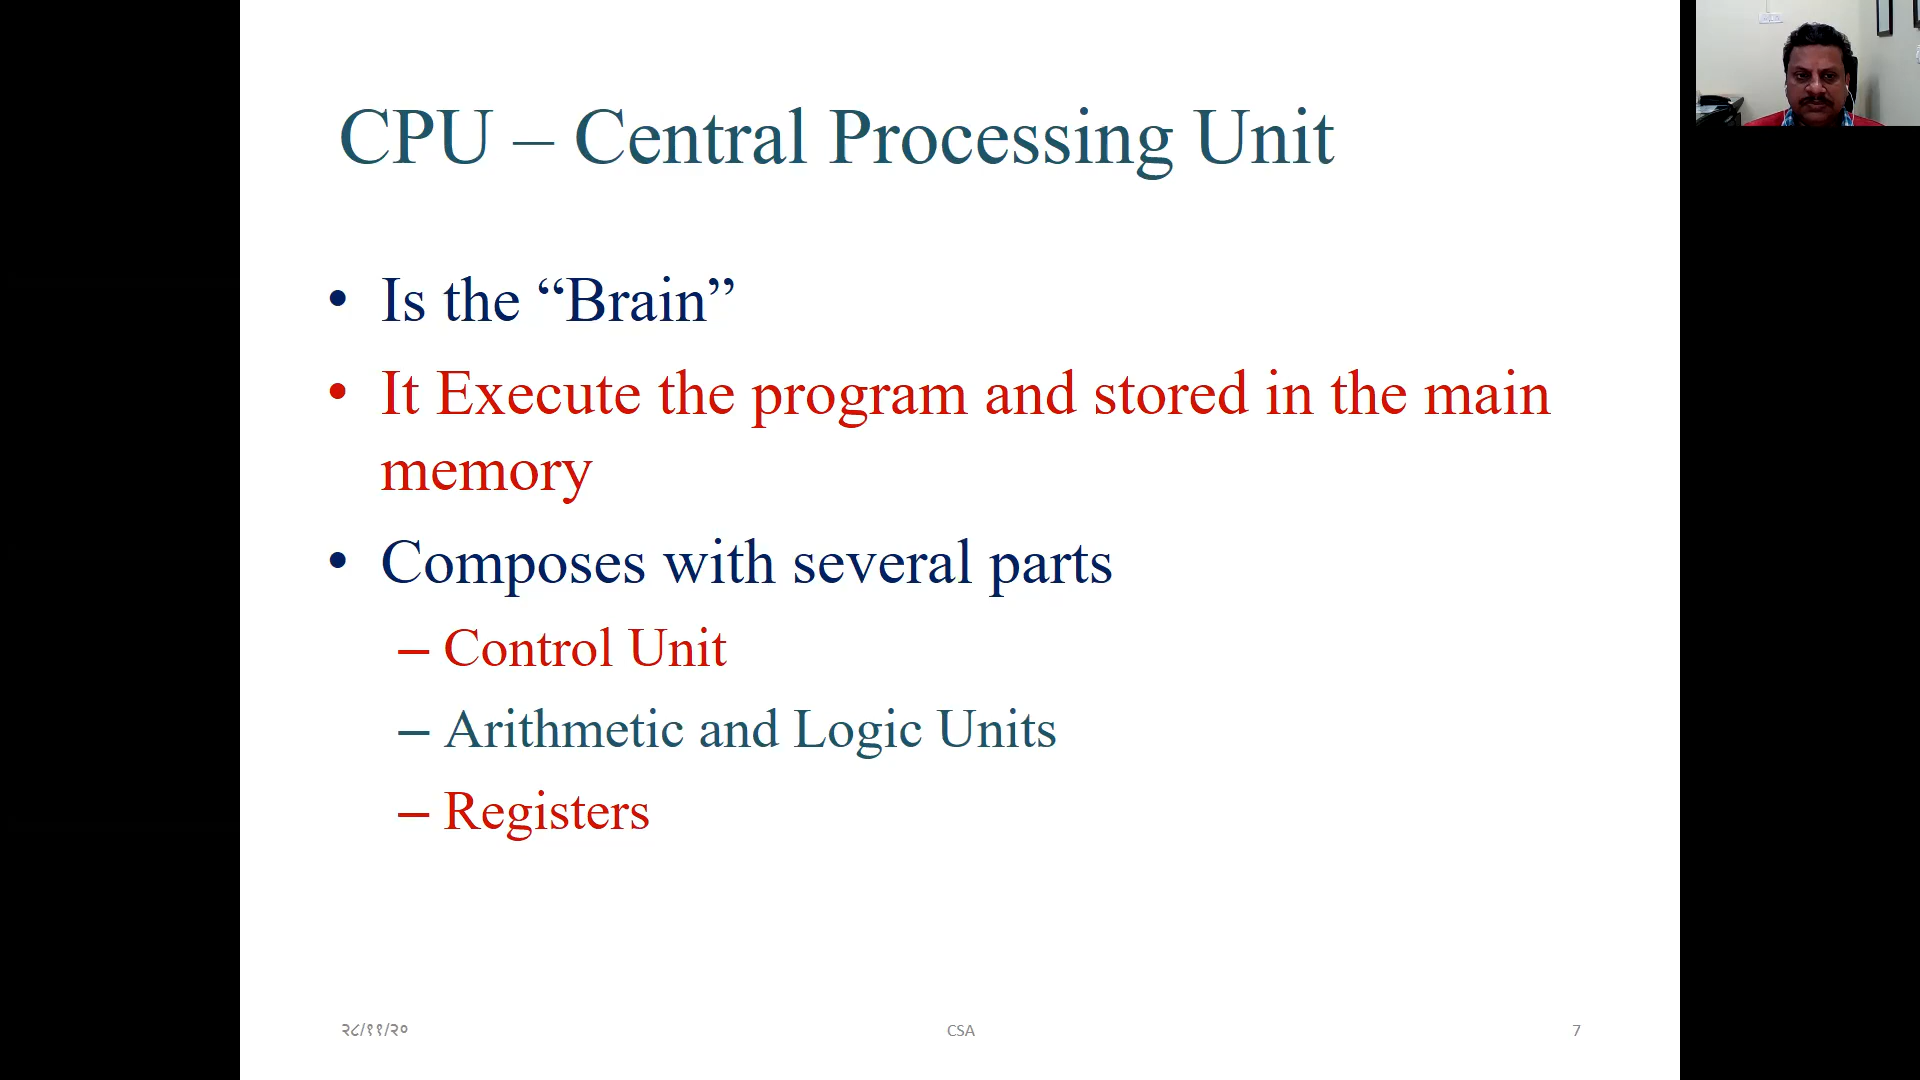 CPU – Central Processing Unit
• Is the “Brain”
• It Execute the program and stored in the main
memory
• Composes with several parts
– Control Unit
– Arithmetic and Logic Units
– Registers
२८/११/२० CSA 7